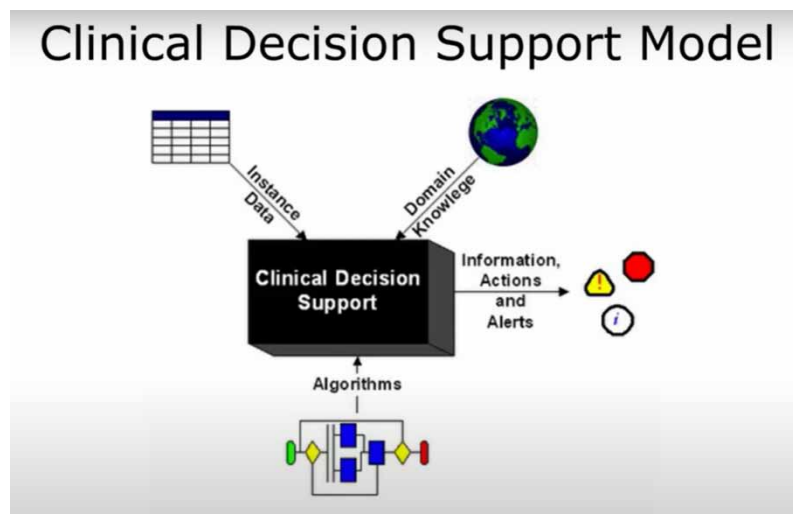 Clinical Decision Support Model
Instance
Data
Domain
Knowlege
Clinical Decision
Support
Information,
Actions
and
Alerts
!
i
Algorithms